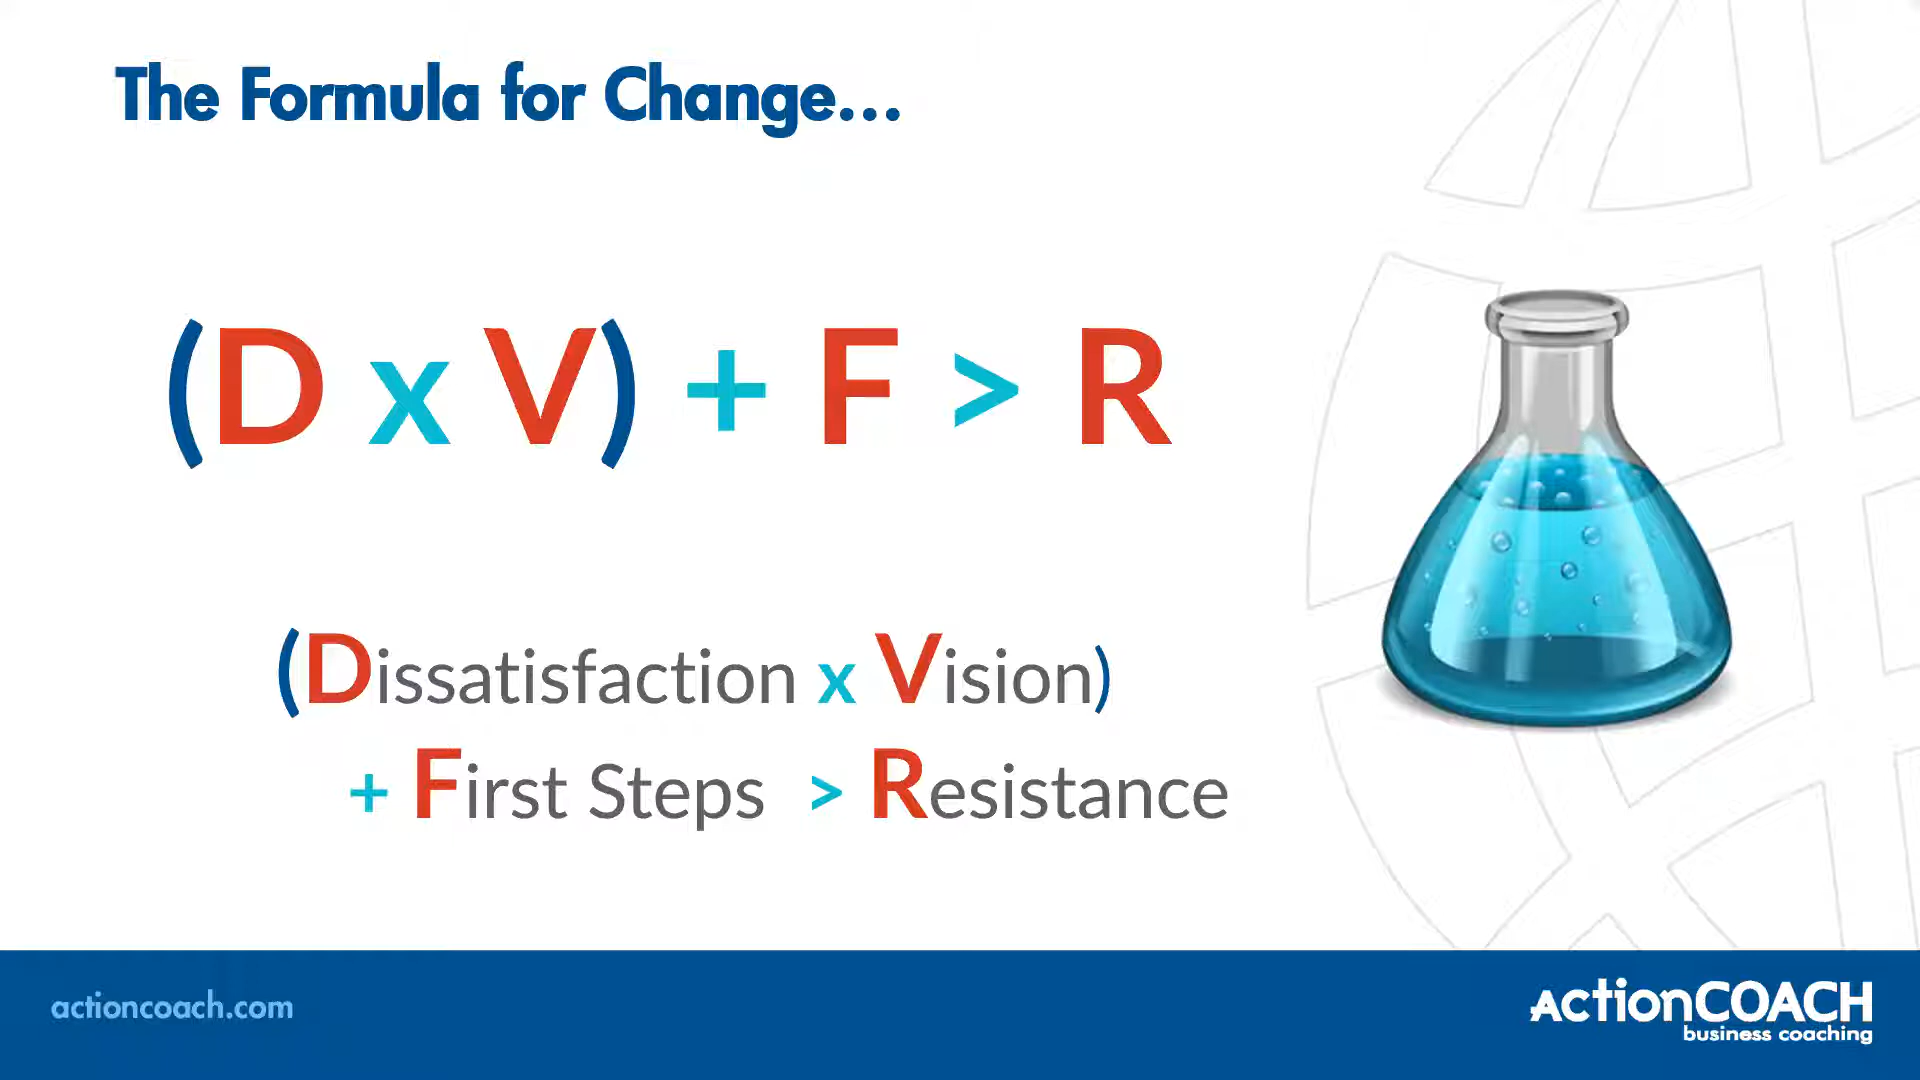 The Formula for Change...
(D x V) + F > R
(Dissatisfaction x Vision)
+ First Steps > Resistance
actioncoach.com
ActionCOACH
business coaching